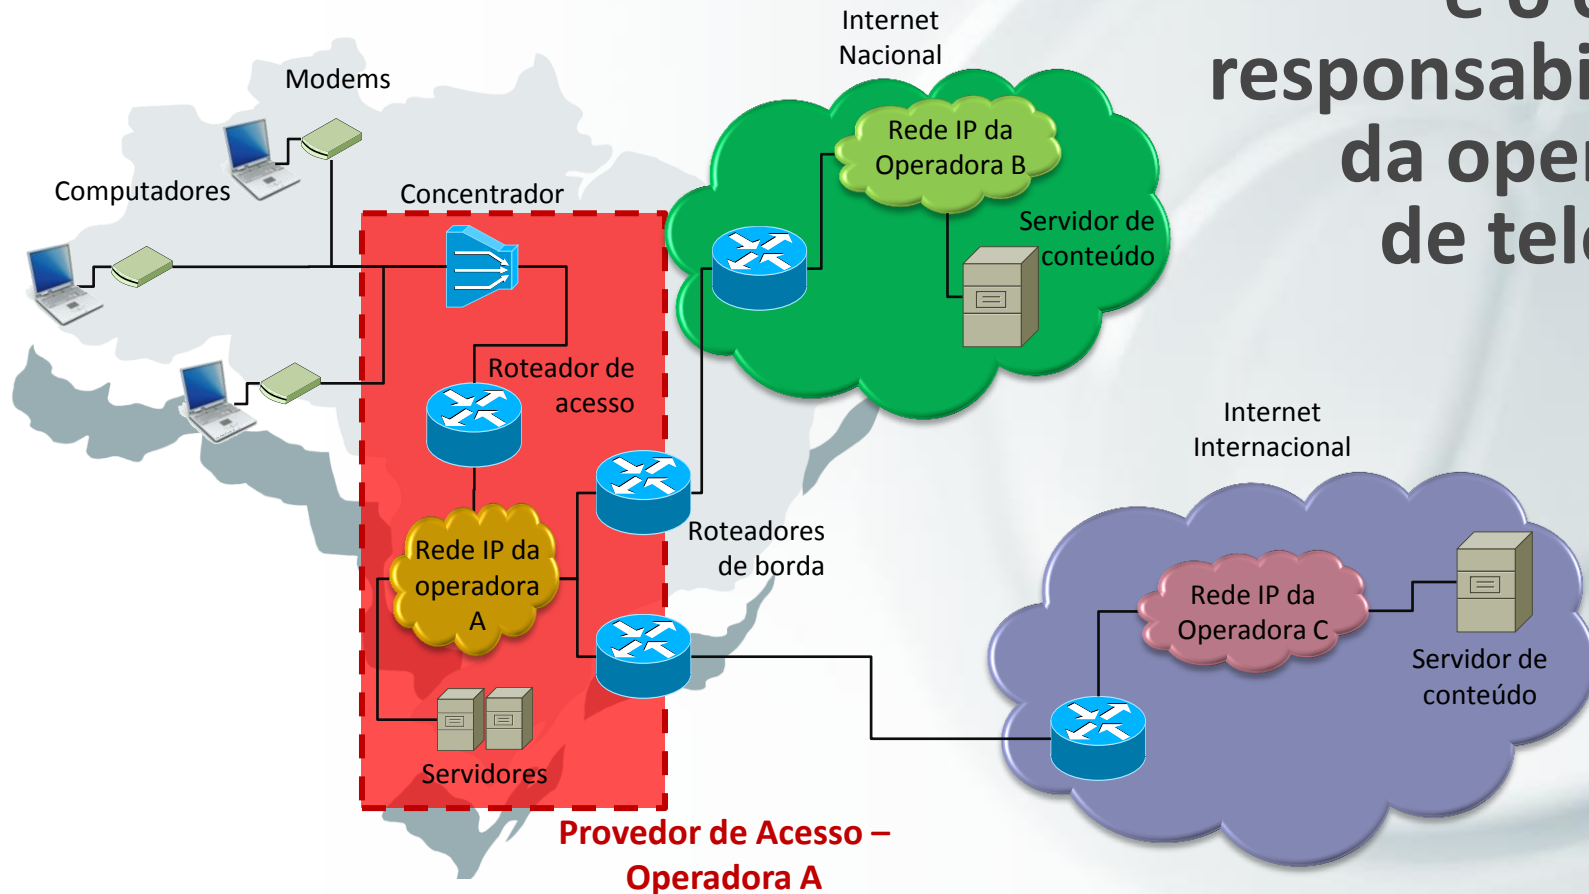 responsabi
da oper
de tele
Internet
Nacional
Modems
Rede IP da
Operadora B
Computadores
Concentrador
Servidor de
conteúdo
Roteador de
acesso
Internet
Internacional
Roteadores
de borda
Rede IP da
operadora
A
Rede IP da
Operadora C
Servidor de
conteúdo
Servidores
Provedor de Acesso –
Operadora A